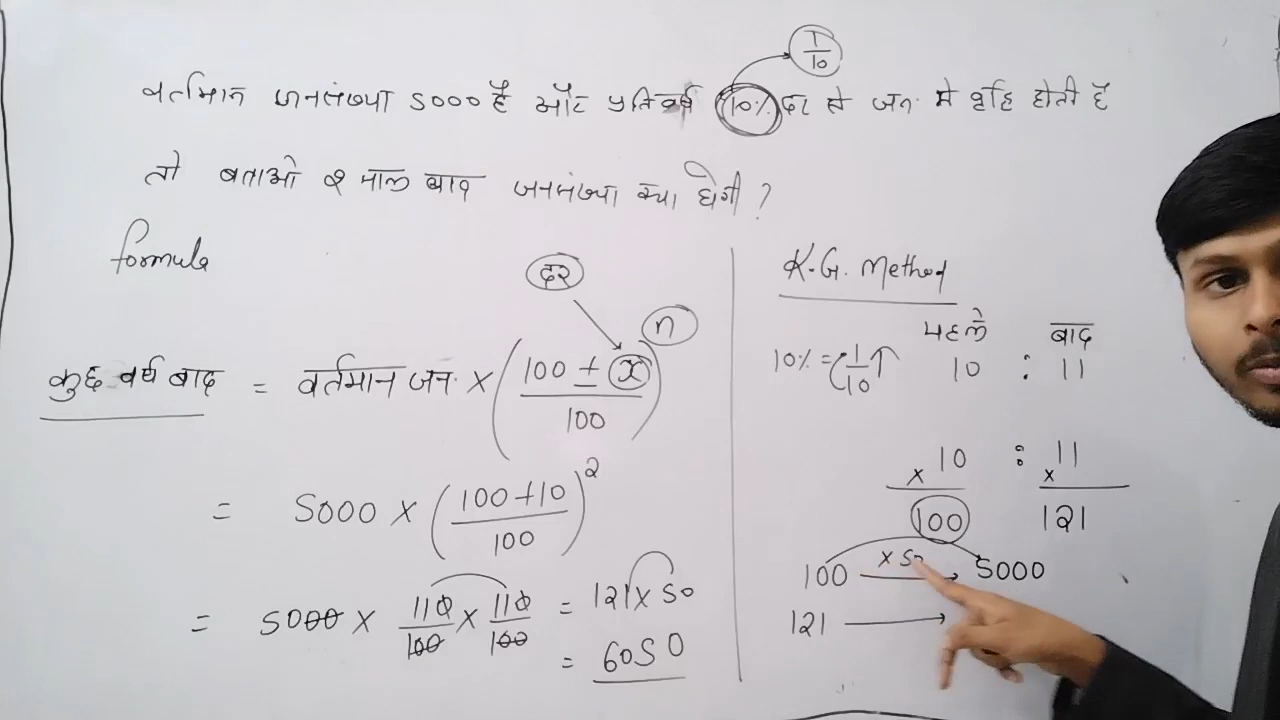 1/10
वर्तमान जनसंख्या 5000 है और प्रतिवर्ष 10% दर से जन. मे वृद्धि होती है
तो बताओ 2 साल बाद जनसंख्या क्या होगी ?
formula
दर
कुछ वर्ष बाद = वर्तमान जन. × ((100 ± x)/100)^n
= 5000 × ((100+10)/100)^2
= 5000 × 110/100 × 110/100 = 121 × 50
= 6050
K.G. Method
पहले : बाद
10% = 1/10 ↑ 10 : 11
× 10 : × 11
100 121
100 × 50 → 5000
121 →